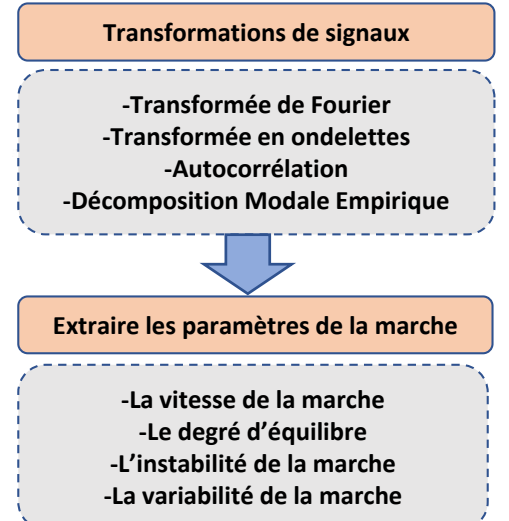 Transformations de signaux
-Transformée de Fourier
-Transformée en ondelettes
-Autocorrélation
-Décomposition Modale Empirique
Extraire les paramètres de la marche
-La vitesse de la marche
-Le degré d’équilibre
-L’instabilité de la marche
-La variabilité de la marche